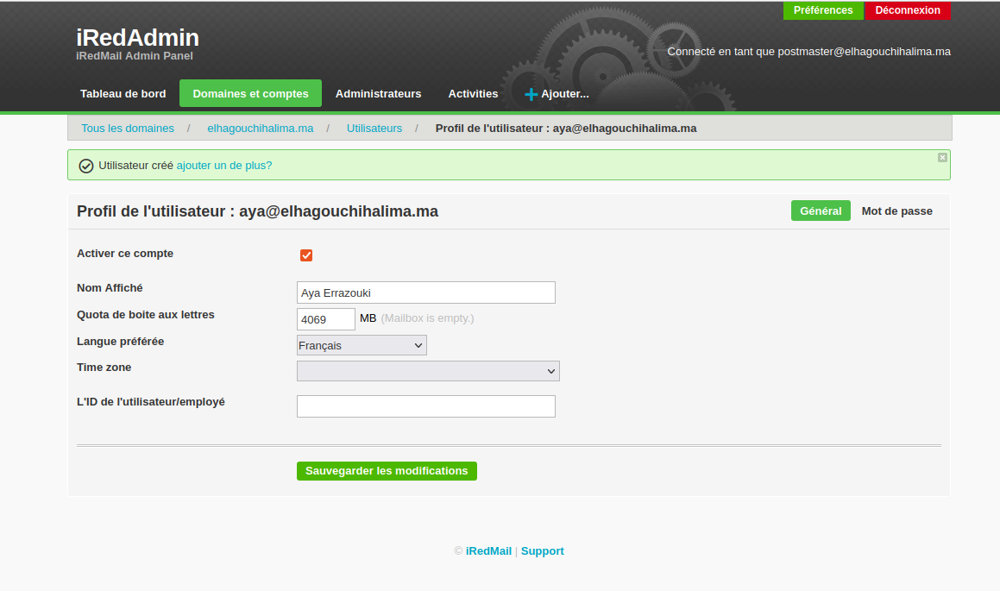 Préférences Déconnexion
iRedAdmin
iRedMail Admin Panel
Connecté en tant que postmaster@elhagouchihalima.ma
Tableau de bord Domaines et comptes Administrateurs Activities Ajouter...
Tous les domaines / elhagouchihalima.ma / Utilisateurs / Profil de l'utilisateur : aya@elhagouchihalima.ma
Utilisateur créé ajouter un de plus?
Profil de l'utilisateur : aya@elhagouchihalima.ma Général Mot de passe
Activer ce compte
Nom Affiché Aya Errazouki
Quota de boite aux lettres 4069 MB (Mailbox is empty.)
Langue préférée Français
Time zone
L'ID de l'utilisateur/employé
Sauvegarder les modifications
© iRedMail | Support